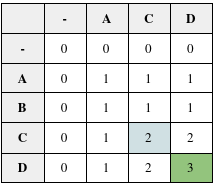 - A C D
- 0 0 0 0
A 0 1 1 1
B 0 1 1 1
C 0 1 2 2
D 0 1 2 3